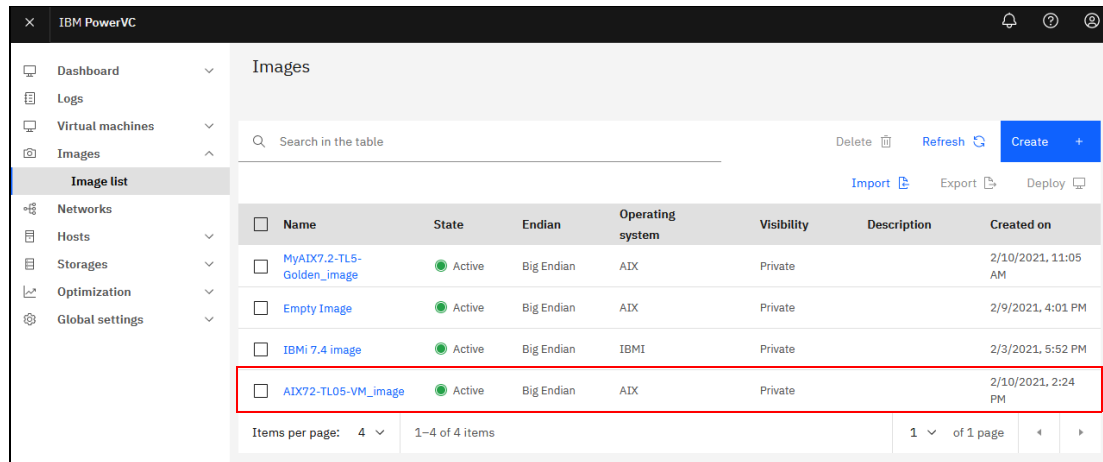 IBM PowerVC
Dashboard
Logs
Virtual machines
Images
Image list
Networks
Hosts
Storages
Optimization
Global settings
Images
Search in the table
Delete
Refresh
Create +
Import
Export
Deploy
Name State Endian Operating system Visibility Description Created on
MyAIX7.2-TL5-Golden_image Active Big Endian AIX Private 2/10/2021, 11:05 AM
Empty Image Active Big Endian AIX Private 2/9/2021, 4:01 PM
IBMi 7.4 image Active Big Endian IBMI Private 2/3/2021, 5:52 PM
AIX72-TL05-VM_image Active Big Endian AIX Private 2/10/2021, 2:24 PM
Items per page: 4 1–4 of 4 items 1 of 1 page